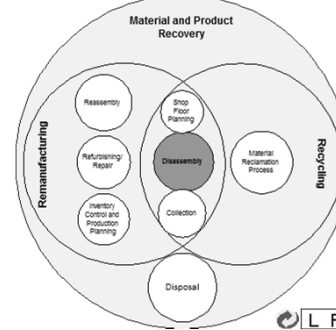 Material and Product
Recovery
Remanufacturing
Reassembly
Refurbishing/
Repair
Inventory
Control and
Production
Planning
Shop
Floor
Planning
Disassembly
Collection
Material
Reclamation
Process
Recycling
Disposal
L F